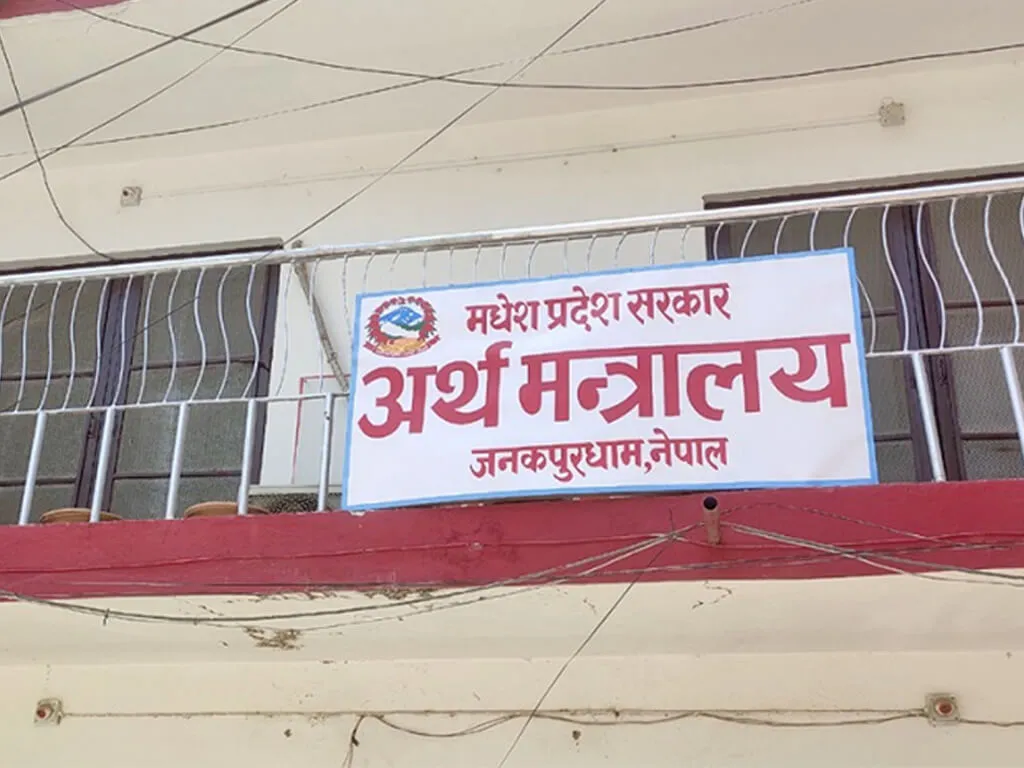 मधेश प्रदेश सरकार
अर्थ मन्त्रालय
जनकपुरधाम,नेपाल